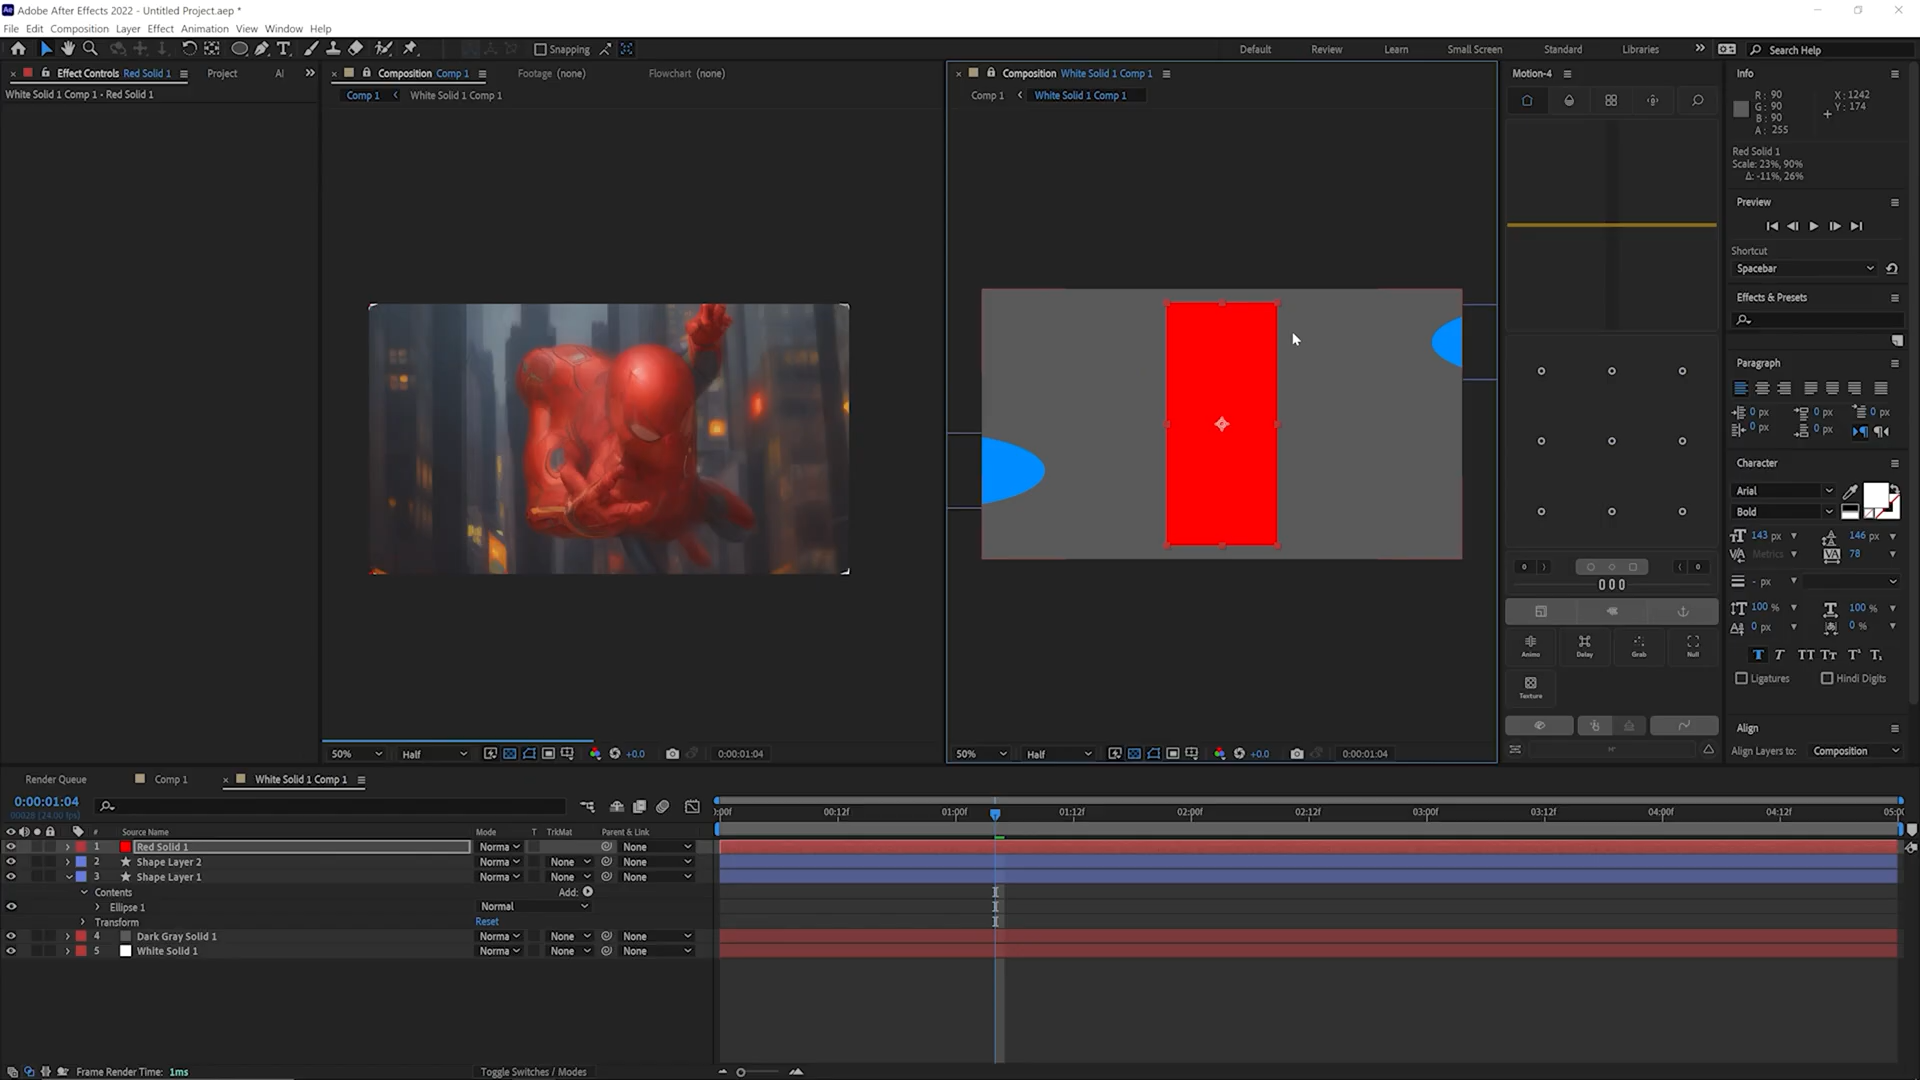 Adobe After Effects 2022 - Untitled Project.aep *
File Edit Composition Layer Effect Animation View Window Help
Snapping
Default Review Learn Small Screen Standard Libraries
Search Help
Effect Controls Red Solid 1
Project
White Solid 1 Comp 1 • Red Solid 1
Composition Comp 1
Footage (none)
Flowchart (none)
Comp 1 White Solid 1 Comp 1
Composition White Solid 1 Comp 1
Comp 1 White Solid 1 Comp 1
50% Half +0.0 0:00:01:04
50% Half +0.0 0:00:01:04
Motion-4
0 0
000
Animo Delay Grab Null
Texture
Info
R: 90
G: 90
B: 90
A: 255
X: 1242
Y: 174
Red Solid 1
Scale: 23%, 90%
Δ: -11%, 26%
Preview
Shortcut
Spacebar
Effects & Presets
Paragraph
0 px 0 px 0 px
0 px 0 px
Character
Arial
Bold
143 px 146 px
Metrics 78
- px
100 % 100 %
0 px 0 %
T T TT Tr T¹ T₁
Ligatures Hindi Digits
Align
Align Layers to: Composition
Render Queue Comp 1 White Solid 1 Comp 1
0:00:01:04
00028 (24.00 fps)
# Source Name Mode T TrkMat Parent & Link
1 Red Solid 1 Norma None
2 Shape Layer 2 Norma None None
3 Shape Layer 1 Norma None None
Contents Add:
Ellipse 1 Normal
Transform Reset
4 Dark Gray Solid 1 Norma None None
5 White Solid 1 Norma None None
:00F 00:12F 01:00F 01:12F 02:00F 02:12F 03:00F 03:12F 04:00F 04:12F 05:00
Frame Render Time: 1ms
Toggle Switches / Modes